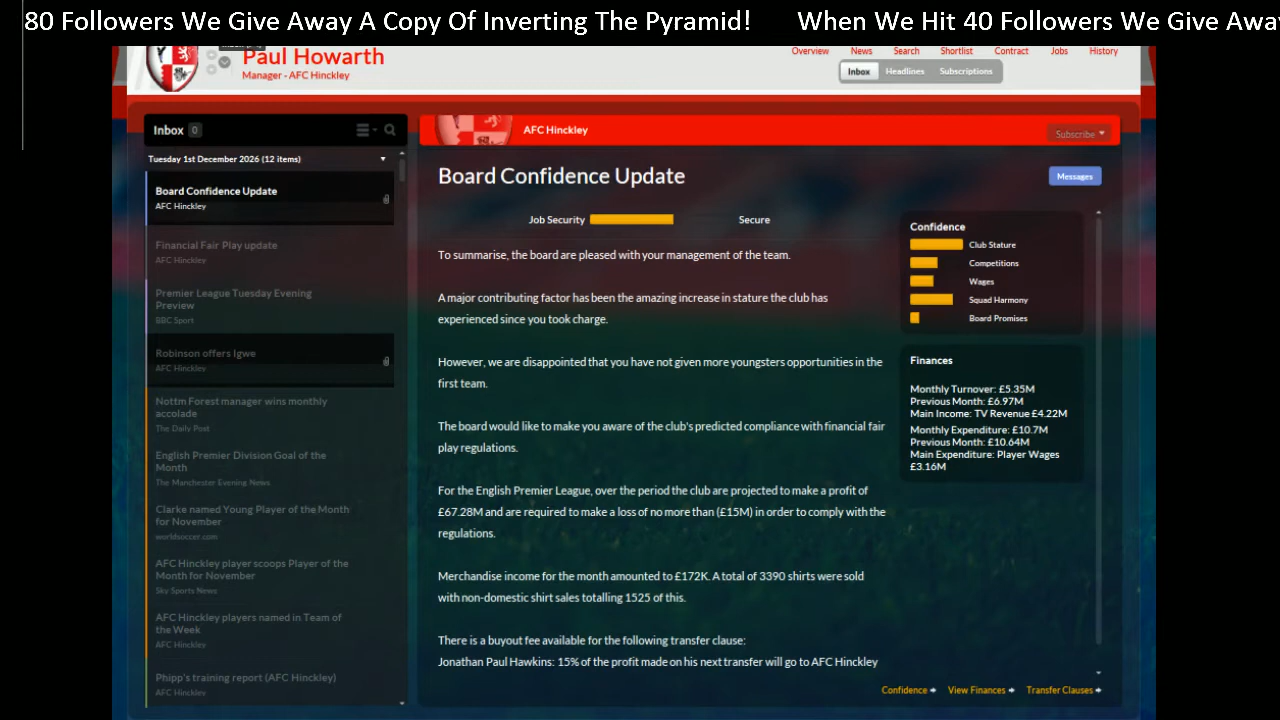 80 Followers We Give Away A Copy Of Inverting The Pyramid! When We Hit 40 Followers We Give Awa
Paul Howarth
Manager - AFC Hinckley
Overview News Search Shortlist Contract Jobs History
Inbox Headlines Subscriptions
Inbox 0
Tuesday 1st December 2026 (12 items)
Board Confidence Update
AFC Hinckley
Financial Fair Play update
AFC Hinckley
Premier League Tuesday Evening
Preview
BBC Sport
Robinson offers Igwe
AFC Hinckley
Nottm Forest manager wins monthly
accolade
The Daily Post
English Premier Division Goal of the
Month
The Manchester Evening News
Clarke named Young Player of the Month
for November
worldsoccer.com
AFC Hinckley player scoops Player of the
Month for November
Sky Sports News
AFC Hinckley players named in Team of
the Week
AFC Hinckley
Phipp's training report (AFC Hinckley)
AFC Hinckley
AFC Hinckley
Subscribe
Board Confidence Update
Messages
Job Security Secure
To summarise, the board are pleased with your management of the team.
A major contributing factor has been the amazing increase in stature the club has
experienced since you took charge.
However, we are disappointed that you have not given more youngsters opportunities in the
first team.
The board would like to make you aware of the club's predicted compliance with financial fair
play regulations.
For the English Premier League, over the period the club are projected to make a profit of
£67.28M and are required to make a loss of no more than (£15M) in order to comply with the
regulations.
Merchandise income for the month amounted to £172K. A total of 3390 shirts were sold
with non-domestic shirt sales totalling 1525 of this.
There is a buyout fee available for the following transfer clause:
Jonathan Paul Hawkins: 15% of the profit made on his next transfer will go to AFC Hinckley
Confidence
Club Stature
Competitions
Wages
Squad Harmony
Board Promises
Finances
Monthly Turnover: £5.35M
Previous Month: £6.97M
Main Income: TV Revenue £4.22M
Monthly Expenditure: £10.7M
Previous Month: £10.64M
Main Expenditure: Player Wages
£3.16M
Confidence View Finances Transfer Clauses